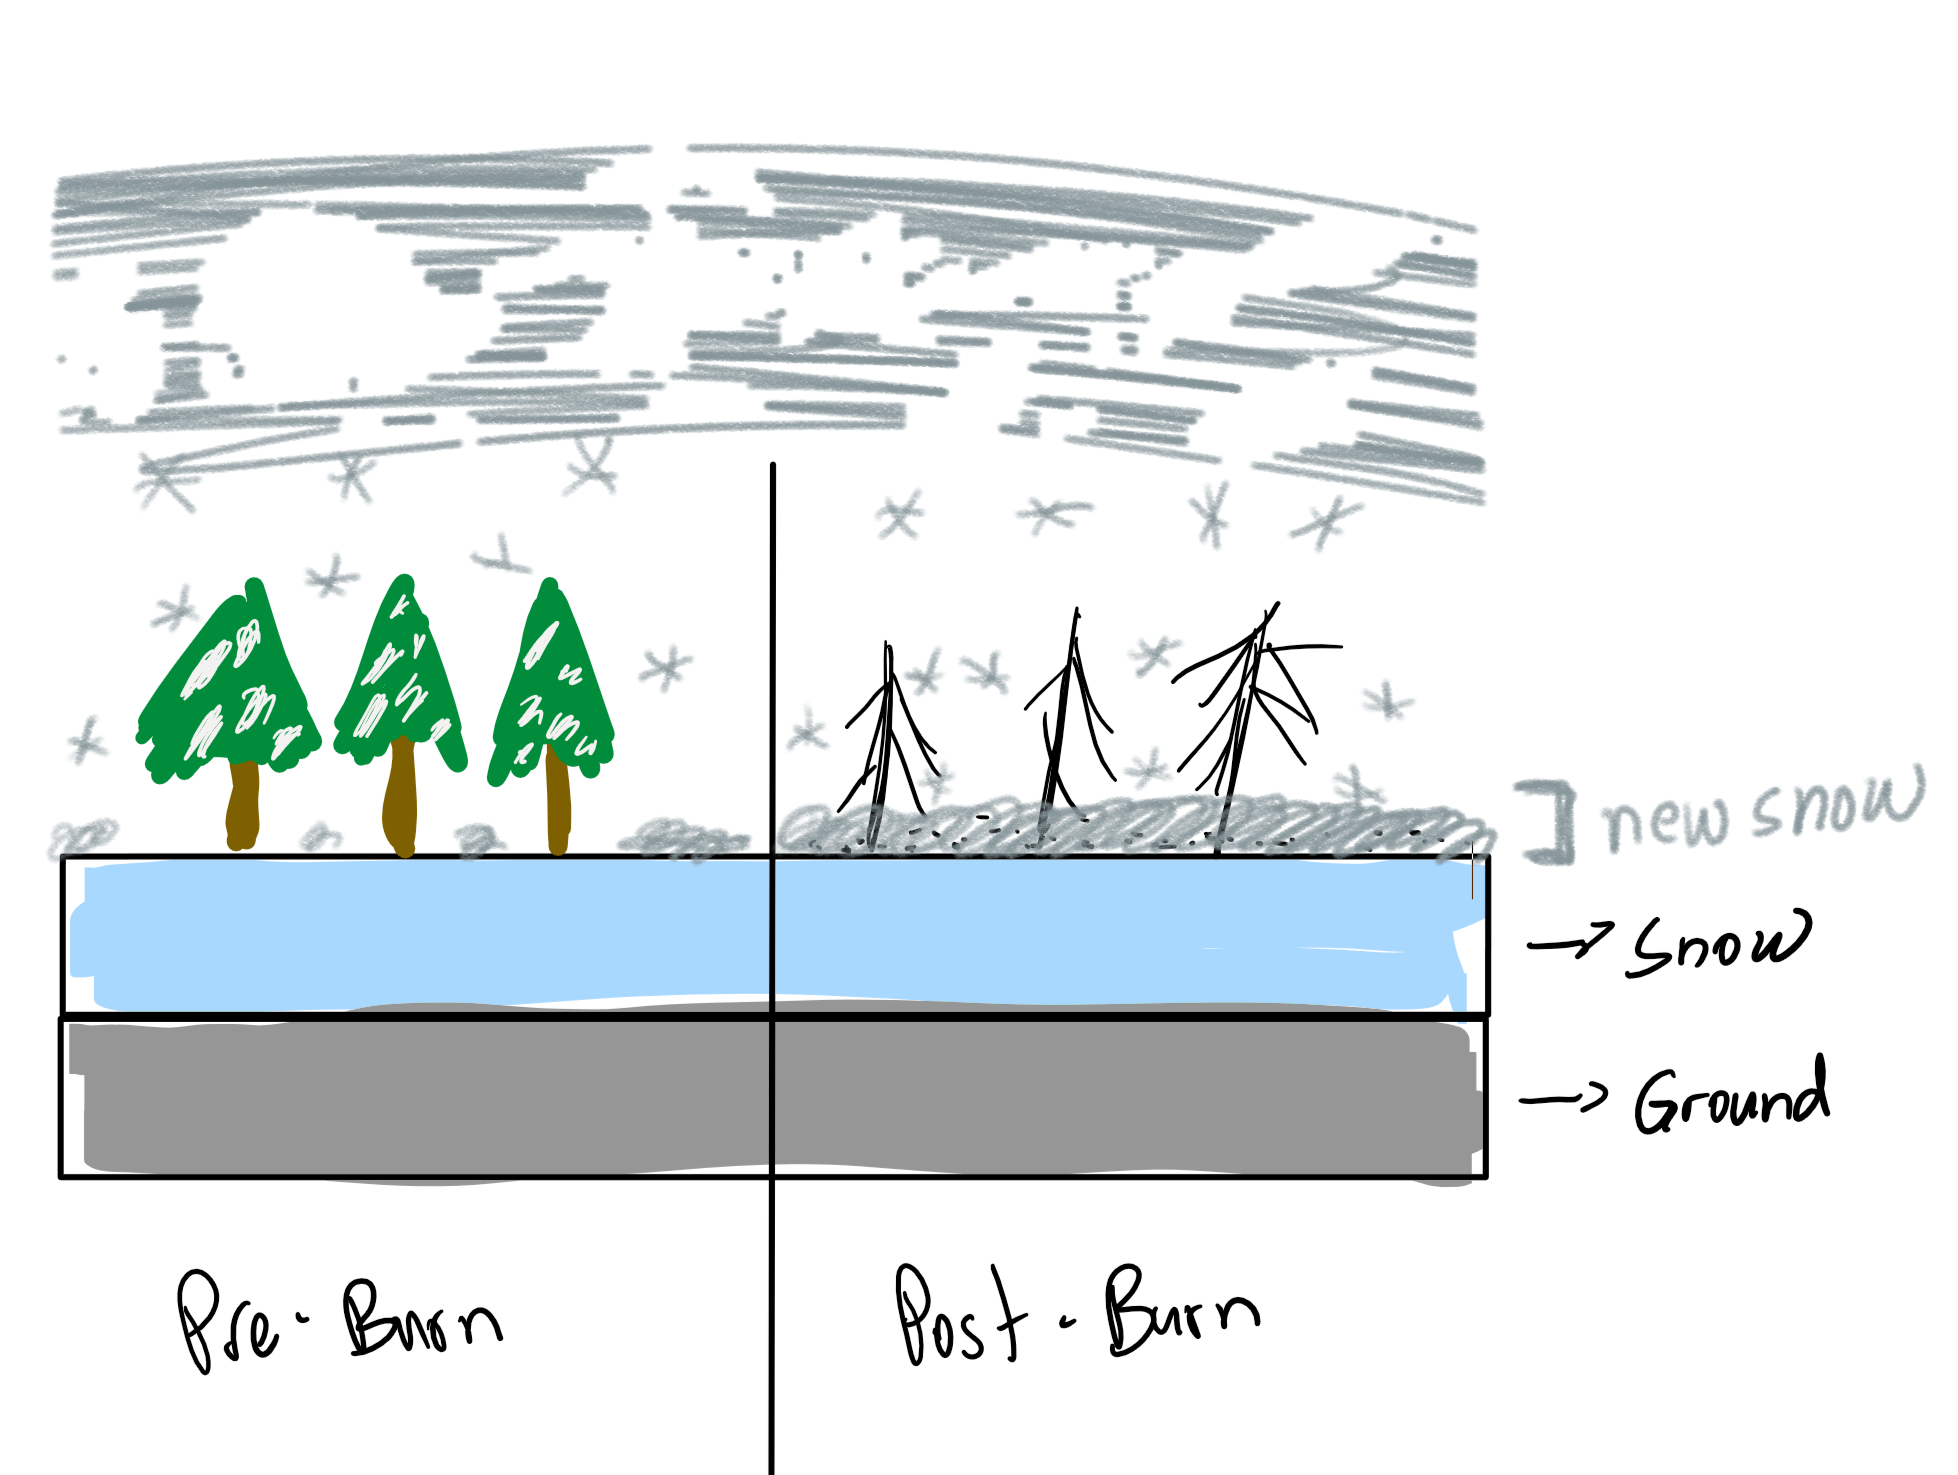 new snow
→ Snow
→ Ground
Pre-Burn
Post-Burn